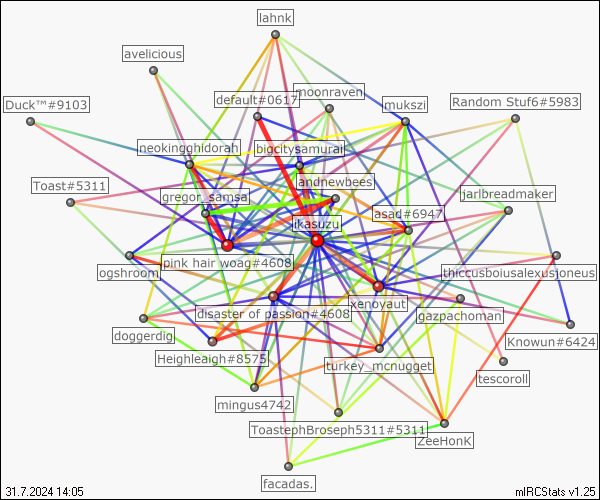 lahnk
avelicious
moonraven
default#0617
Duck™#9103
mukszi
Random Stuf6#5983
neokingghidorah
bigcitysamurai
Toast#5311
landnewbees
gregor_samsa
jarlbreadmaker
asad#6947
ikasuzu
pink hair woag#4608
ogshroom
thiccusboiusalexusjoneus
xenoyaut
disaster of passion#4608
gazpachoman
doggerdig
Knowun#6424
Heighleaigh#8575
turkey_mcnugget
tescoroll
mingus4742
ToastephBroseph5311#5311
ZeeHonK
facadas.
31.7.2024 14:05
mIRCStats v1.25